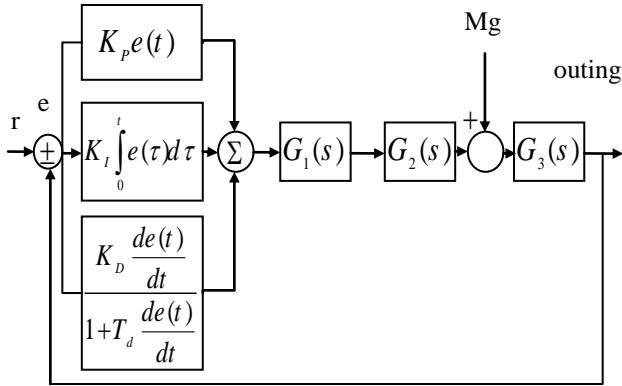 K_P e(t)
Mg
outing
r
e
±
K_I ∫_0^t e(τ)dτ
Σ
G_1(s)
G_2(s)
+
G_3(s)
K_D de(t)/dt
1+T_d de(t)/dt